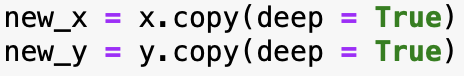 new_x = x.copy(deep = True)
new_y = y.copy(deep = True)